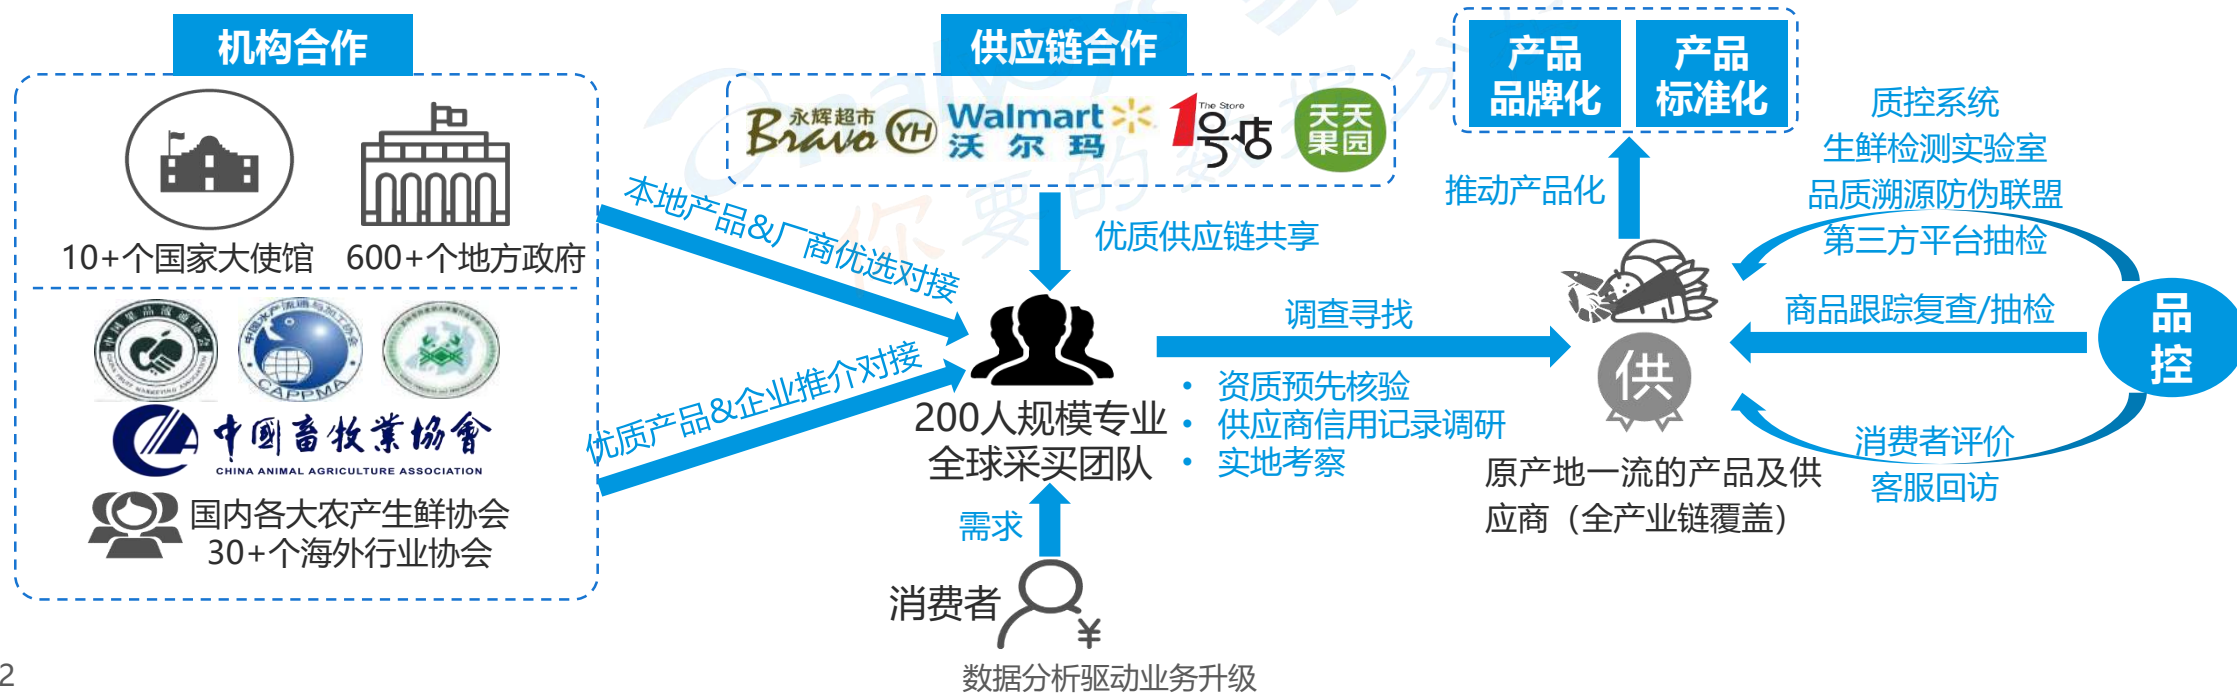 机构合作
10+个国家大使馆
600+个地方政府
CAPPMA
中國畜牧業協會
CHINA ANIMAL AGRICULTURE ASSOCIATION
国内各大农产生鲜协会
30+个海外行业协会
本地产品&厂商优选对接
优质产品&企业推介对接
供应链合作
永辉超市
Bravo YH
Walmart
沃尔玛
The Store
1号店
天天
果园
优质供应链共享
200人规模专业
全球采买团队
需求
消费者
¥
调查寻找
• 资质预先核验
• 供应商信用记录调研
• 实地考察
产品
品牌化
产品
标准化
推动产品化
供
原产地一流的产品及供
应商（全产业链覆盖）
质控系统
生鲜检测实验室
品质溯源防伪联盟
第三方平台抽检
商品跟踪复查/抽检
消费者评价
客服回访
品
控
你要的数据分
2
数据分析驱动业务升级